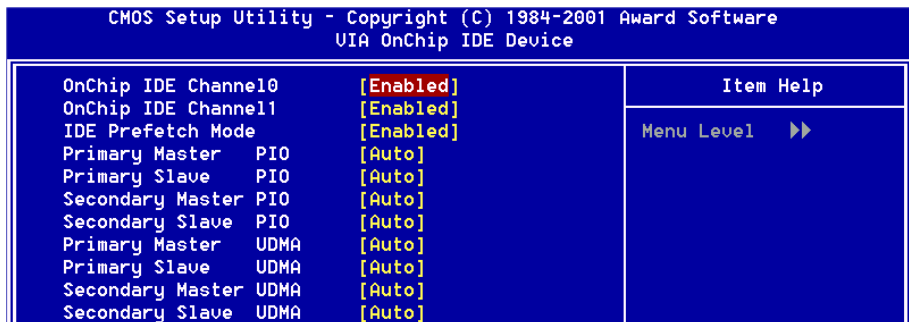 CMOS Setup Utility - Copyright (C) 1984-2001 Award Software
VIA OnChip IDE Device
OnChip IDE Channel0 [Enabled]
OnChip IDE Channel1 [Enabled]
IDE Prefetch Mode [Enabled]
Primary Master PIO [Auto]
Primary Slave PIO [Auto]
Secondary Master PIO [Auto]
Secondary Slave PIO [Auto]
Primary Master UDMA [Auto]
Primary Slave UDMA [Auto]
Secondary Master UDMA [Auto]
Secondary Slave UDMA [Auto]
Item Help
Menu Level